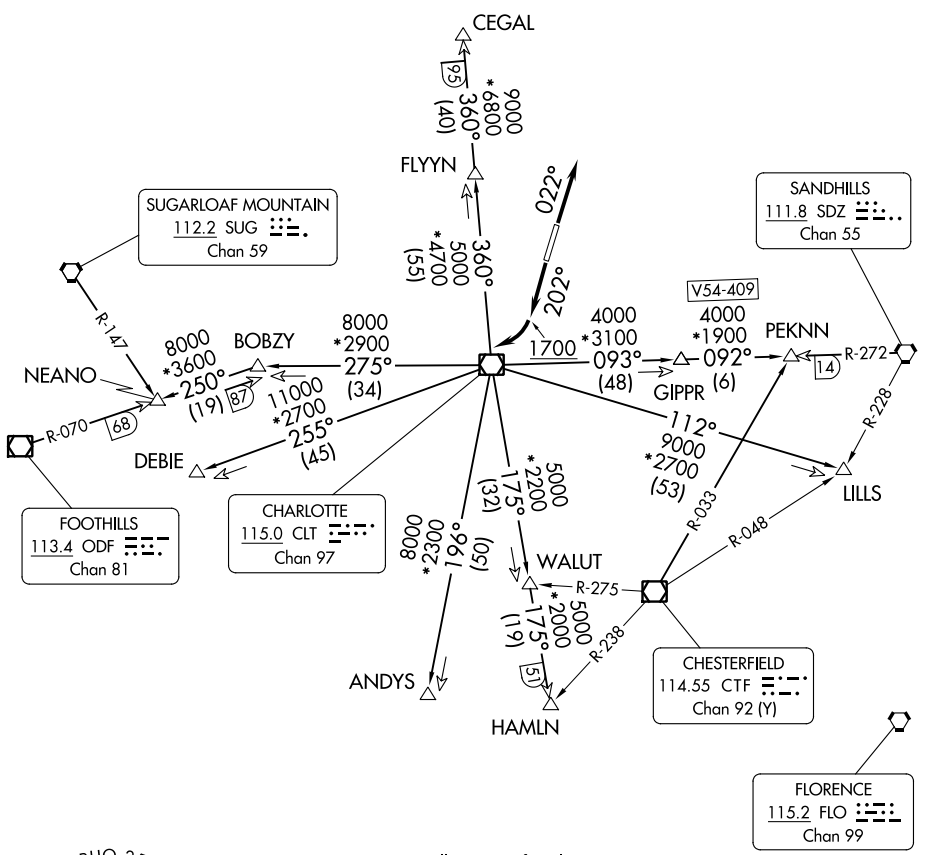 CEGAL
95
360°
(40)
9000
*6800
FLYYN
360°
5000
*4700
(55)
022°
202°
1700
SUGARLOAF MOUNTAIN
112.2 SUG
Chan 59
SANDHILLS
111.8 SDZ
Chan 55
R-147
NEANO
8000
*3600
250°
(19)
87
BOBZY
8000
*2900
275°
(34)
4000
*3100
093°
(48)
V54-409
4000
*1900
092°
(6)
GIPPR
PEKNN
14
R-272
R-228
R-070
68
11000
*2700
255°
(45)
DEBIE
112°
9000
*2700
(53)
LILLS
FOOTHILLS
113.4 ODF
Chan 81
CHARLOTTE
115.0 CLT
Chan 97
8000
*2300
196°
(50)
5000
*2200
175°
(32)
R-033
R-048
WALUT
R-275
5000
*2000
175°
(19)
51
R-238
ANDYS
HAMLN
CHESTERFIELD
114.55 CTF
Chan 92 (Y)
FLORENCE
115.2 FLO
Chan 99